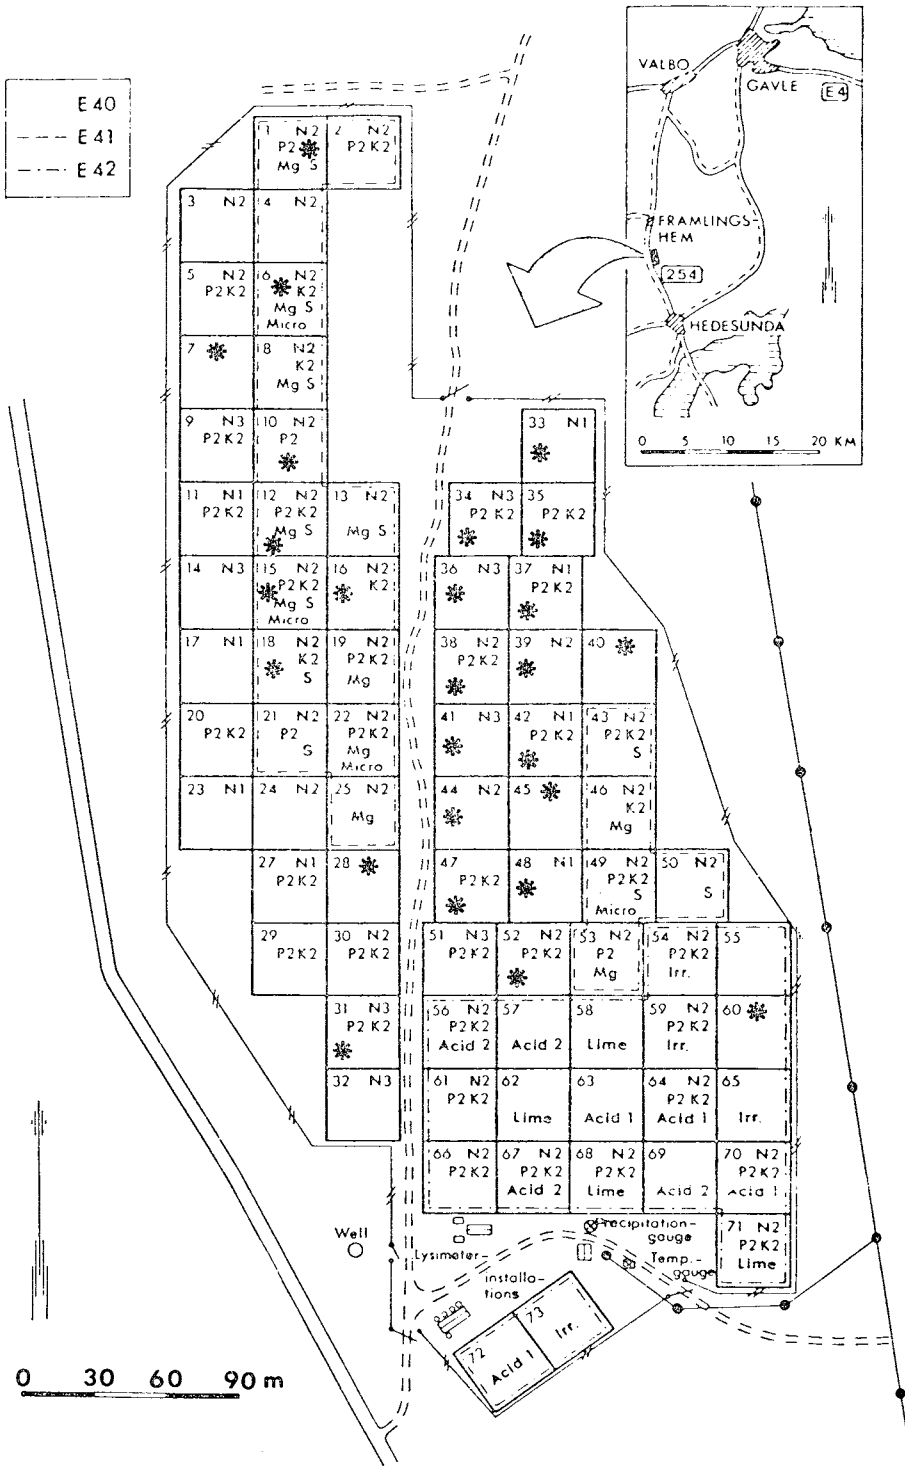 E 40
E 41
E 42
VALBO
GAVLE
E4
FRAMLINGS-
HEM
254
HEDESUNDA
0 5 10 15 20 KM
1 N2
P2
Mg S
2 N2
P2 K2
3 N2
4 N2
5 N2
P2 K2
6 N2
K2
Mg S
Micro
7
8 N2
K2
Mg S
9 N3
P2 K2
10 N2
P2
11 N1
P2 K2
12 N2
P2 K2
Mg S
13 N2
Mg S
14 N3
15 N2
P2 K2
Mg S
Micro
16 N2
K2
17 N1
18 N2
K2
S
19 N2
P2 K2
Mg
20
P2 K2
21 N2
P2
S
22 N2
P2 K2
Mg
Micro
23 N1
24 N2
25 N2
Mg
27 N1
P2 K2
28
29
P2 K2
30 N2
P2 K2
31 N3
P2 K2
32 N3
33 N1
34 N3
P2 K2
35
P2 K2
36 N3
37 N1
P2 K2
38 N2
P2 K2
39 N2
40
41 N3
42 N1
P2 K2
43 N2
P2 K2
S
44 N2
45
46 N2
K2
Mg
47
P2 K2
48 N1
49 N2
P2 K2
S
Micro
50 N2
S
51 N3
P2 K2
52 N2
P2 K2
53 N2
P2
Mg
54 N2
P2 K2
Irr.
55
56 N2
P2 K2
Acid 2
57
Acid 2
58
Lime
59 N2
P2 K2
Irr.
60
61 N2
P2 K2
62
Lime
63
Acid 1
64 N2
P2 K2
Acid 1
65
Irr.
66 N2
P2 K2
67 N2
P2 K2
Acid 2
68 N2
P2 K2
Lime
69
Acid 2
70 N2
P2 K2
Acid 1
71 N2
P2 K2
Lime
Well
Lysimeter-
installa-
tions
Precipitation-
gauge
Temp.-
gauge
72
Acid 1
73
Irr.
0 30 60 90 m